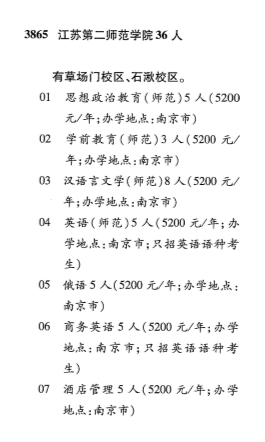 3865 江苏第二师范学院 36 人
有草场门校区、石湫校区。
01 思想政治教育(师范)5 人(5200
元/年;办学地点:南京市)
02 学前教育(师范)3 人(5200 元/
年;办学地点:南京市)
03 汉语言文学(师范)8 人(5200 元/
年;办学地点:南京市)
04 英语(师范)5 人(5200 元/年;办
学地点:南京市;只招英语语种考
生)
05 俄语 5 人(5200 元/年;办学地点:
南京市)
06 商务英语 5 人(5200 元/年;办学
地点:南京市;只招英语语种考
生)
07 酒店管理 5 人(5200 元/年;办学
地点:南京市)